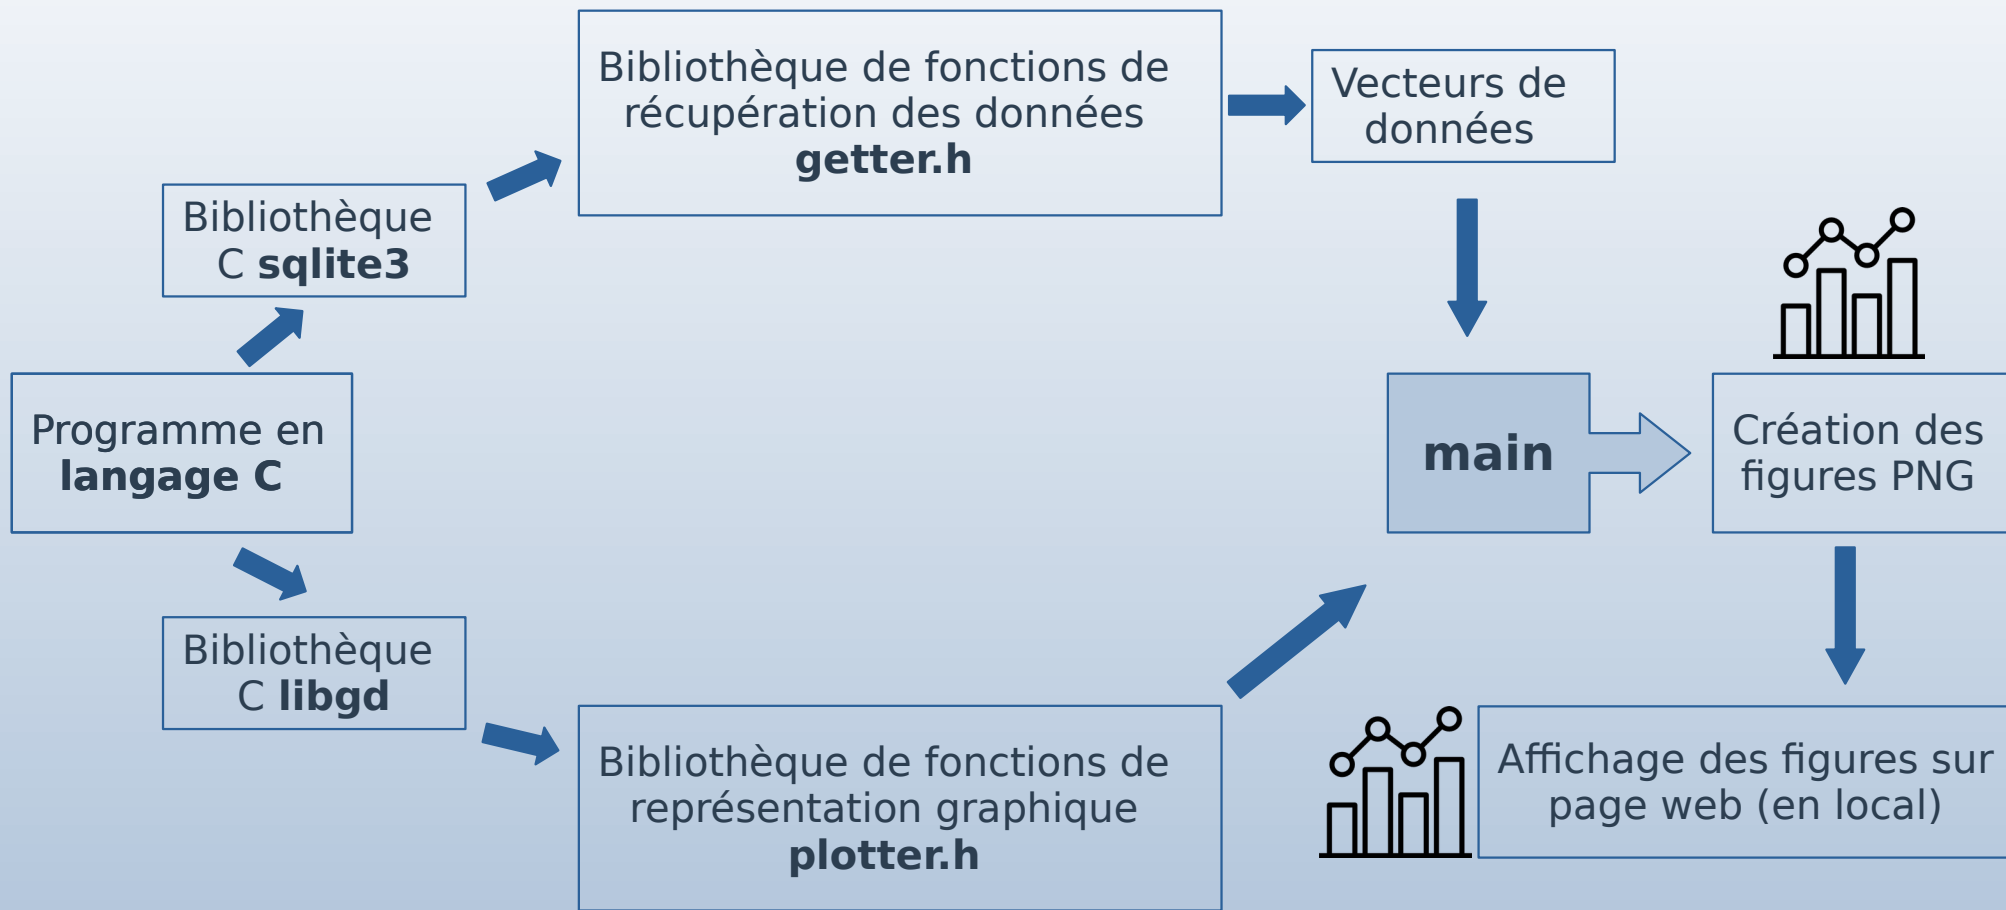 Bibliothèque de fonctions de
récupération des données
getter.h
Vecteurs de
données
Bibliothèque
C sqlite3
Programme en
langage C
main
Création des
figures PNG
Bibliothèque
C libgd
Bibliothèque de fonctions de
représentation graphique
plotter.h
Affichage des figures sur
page web (en local)